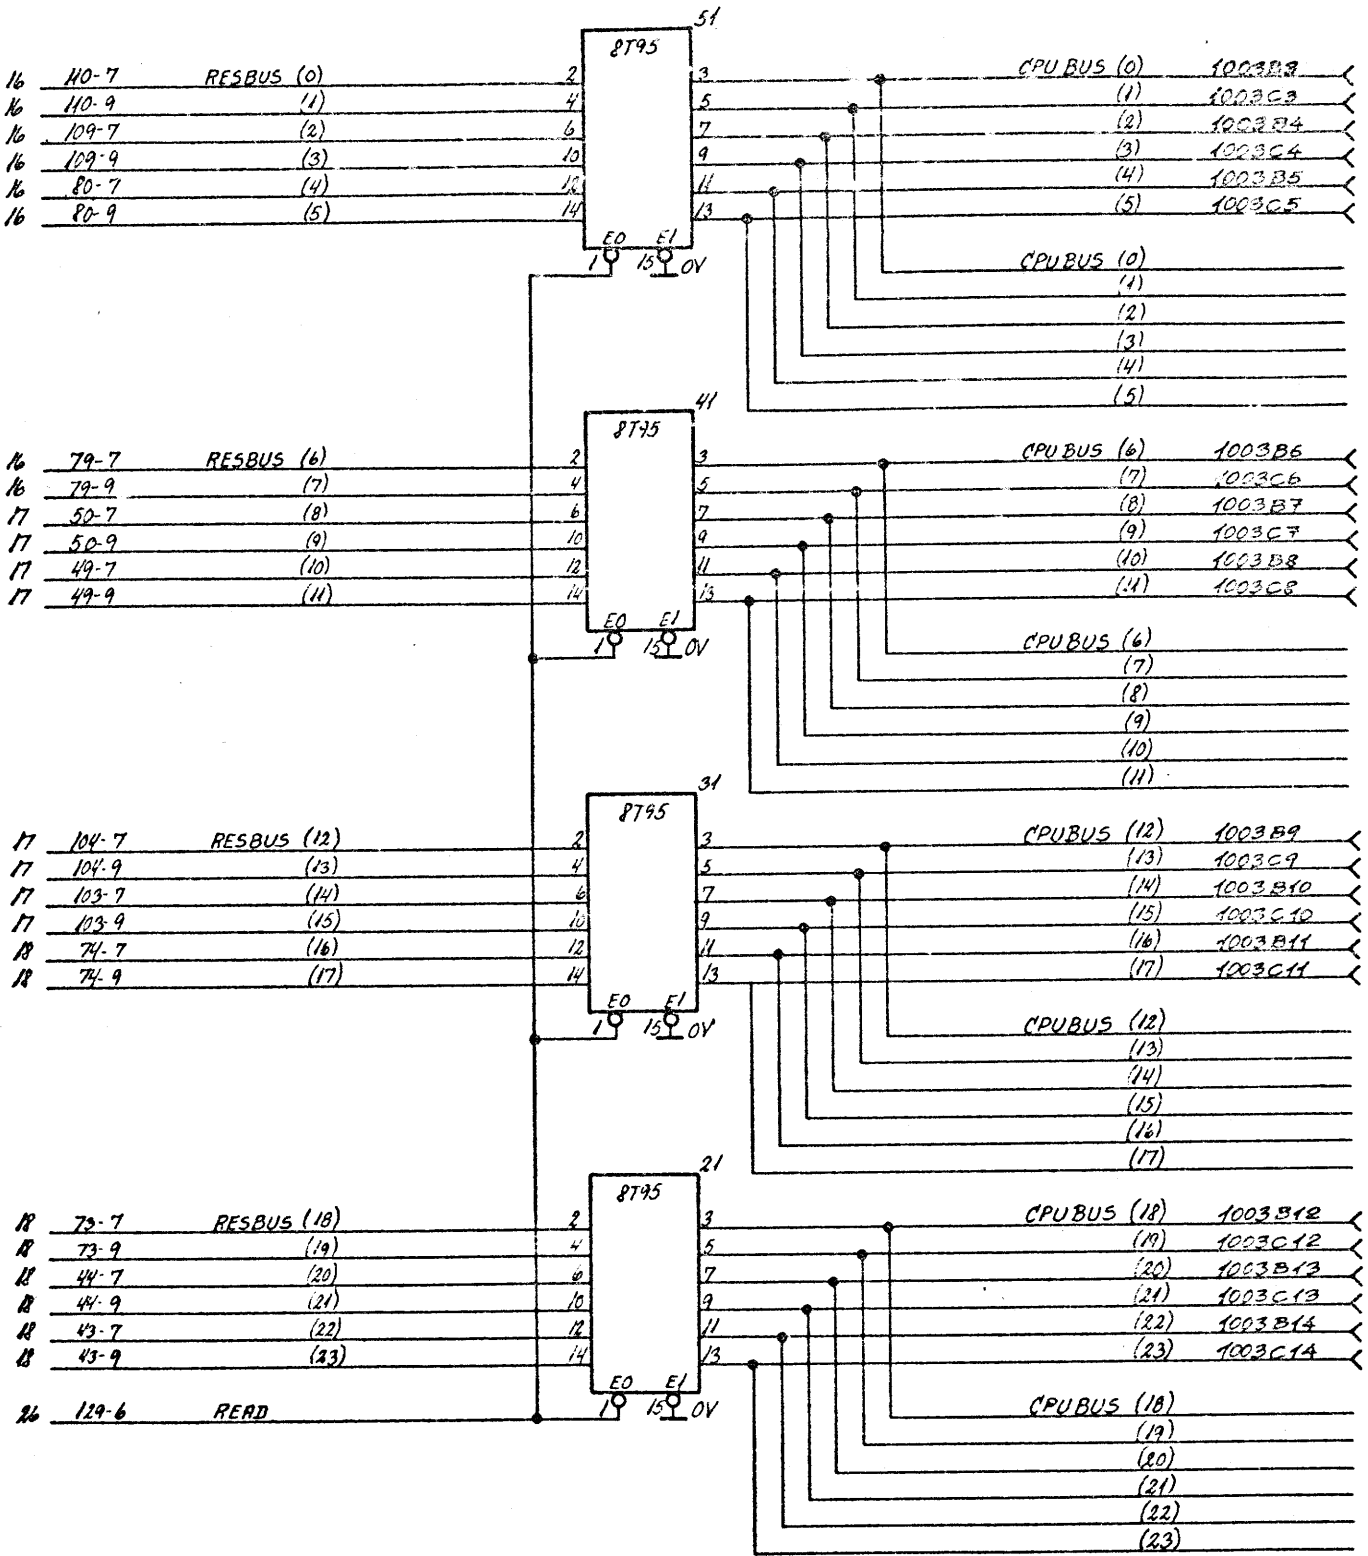 51
8T95
16 110-7 RESBUS (0) 2 3 CPUBUS (0) 1003B3
16 110-9 (1) 4 5 (1) 1003C3
16 109-7 (2) 6 7 (2) 1003B4
16 109-9 (3) 10 9 (3) 1003C4
16 80-7 (4) 12 11 (4) 1003B5
16 80-9 (5) 14 13 (5) 1003C5
E0 E1
1 15 0V
CPUBUS (0)
(1)
(2)
(3)
(4)
(5)
41
8T95
16 79-7 RESBUS (6) 2 3 CPUBUS (6) 1003B6
16 79-9 (7) 4 5 (7) 1003C6
17 50-7 (8) 6 7 (8) 1003B7
17 50-9 (9) 10 9 (9) 1003C7
17 49-7 (10) 12 11 (10) 1003B8
17 49-9 (11) 14 13 (11) 1003C8
E0 E1
1 15 0V
CPUBUS (6)
(7)
(8)
(9)
(10)
(11)
31
8T95
17 104-7 RESBUS (12) 2 3 CPUBUS (12) 1003B9
17 104-9 (13) 4 5 (13) 1003C9
17 103-7 (14) 6 7 (14) 1003B10
17 103-9 (15) 10 9 (15) 1003C10
18 74-7 (16) 12 11 (16) 1003B11
18 74-9 (17) 14 13 (17) 1003C11
E0 E1
1 15 0V
CPUBUS (12)
(13)
(14)
(15)
(16)
(17)
21
8T95
18 73-7 RESBUS (18) 2 3 CPUBUS (18) 1003B12
18 73-9 (19) 4 5 (19) 1003C12
18 44-7 (20) 6 7 (20) 1003B13
18 44-9 (21) 10 9 (21) 1003C13
18 43-7 (22) 12 11 (22) 1003B14
18 43-9 (23) 14 13 (23) 1003C14
E0 E1
26 129-6 READ 1 15 0V
CPUBUS (18)
(19)
(20)
(21)
(22)
(23)